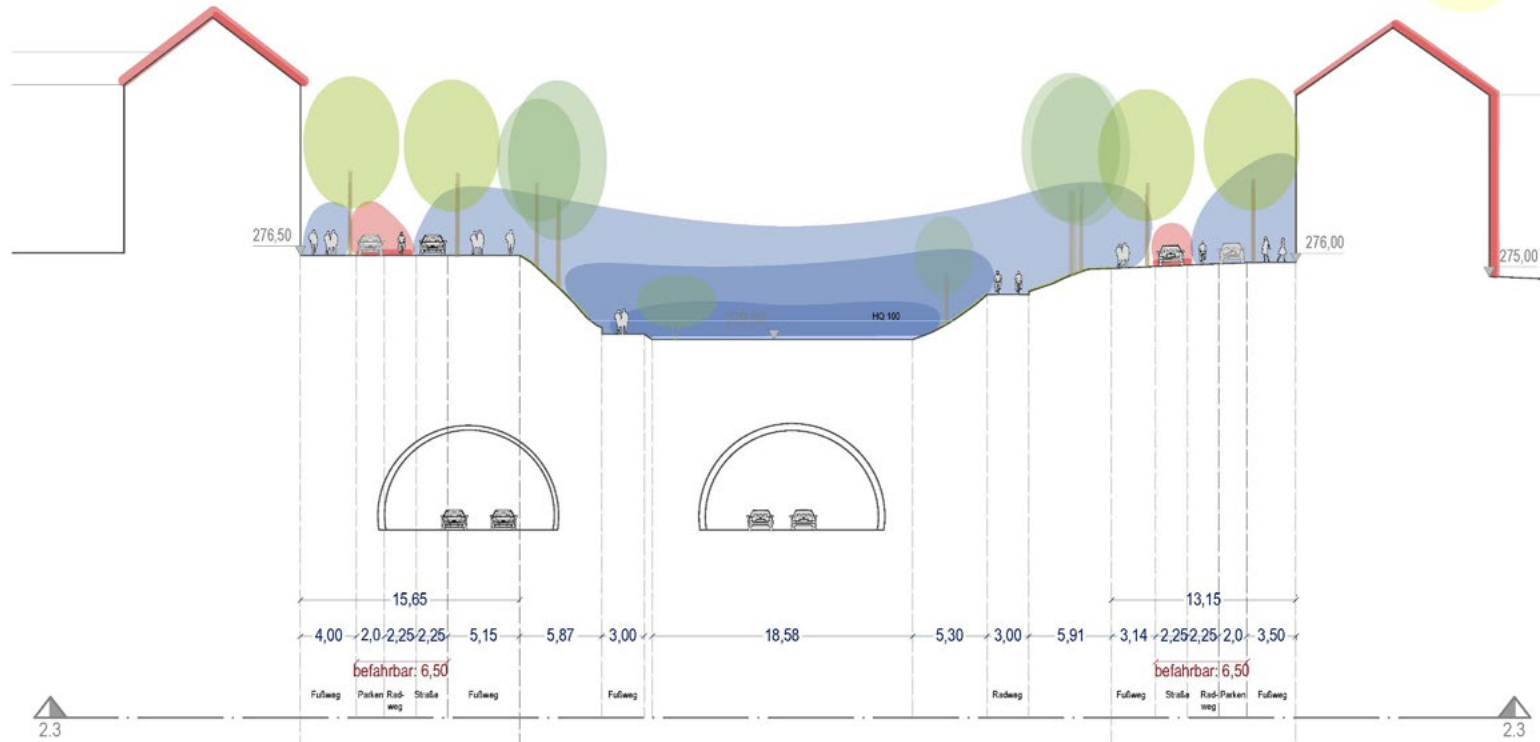 276,50
276,00
275,00
HQ 100
15,65
13,15
4,00 2,0 2,25 2,25 5,15 5,87 3,00 18,58 5,30 3,00 5,91 3,14 2,25 2,25 2,0 3,50
befahrbar: 6,50
befahrbar: 6,50
Fußweg Parken Rad- Straße Fußweg Fußweg Radweg Fußweg Straße Rad- Parken Fußweg
weg weg
2.3 2.3